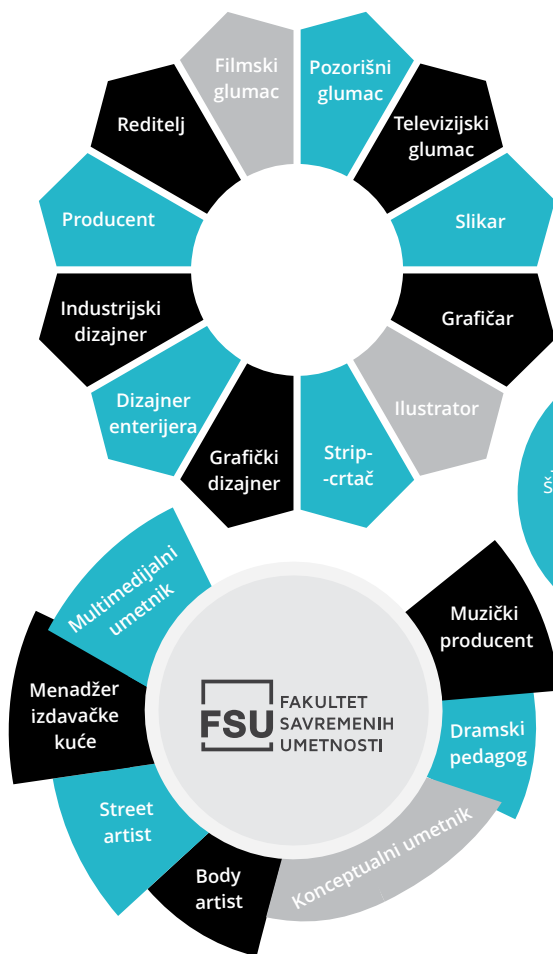 Filmski
glumac
Pozorišni
glumac
Televizijski
glumac
Slikar
Grafičar
Ilustrator
Strip-
-crtač
Grafički
dizajner
Dizajner
enterijera
Industrijski
dizajner
Producent
Reditelj
Multimedijalni
umetnik
Menadžer
izdavačke
kuće
Street
artist
Body
artist
Konceptualni umetnik
Dramski
pedagog
Muzički
producent
FSU
FAKULTET
SAVREMENIH
UMETNOSTI